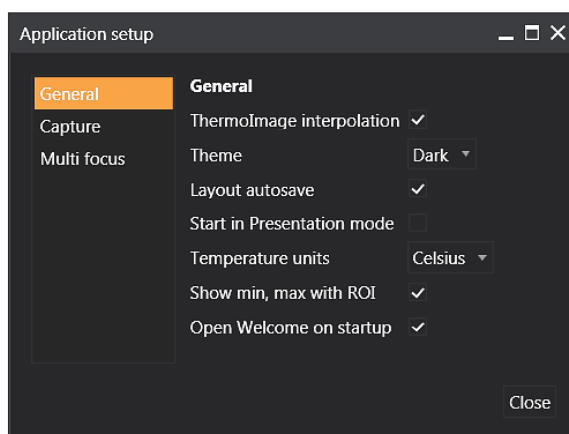 Application setup
General
Capture
Multi focus
General
ThermoImage interpolation
Theme Dark
Layout autosave
Start in Presentation mode
Temperature units Celsius
Show min, max with ROI
Open Welcome on startup
Close